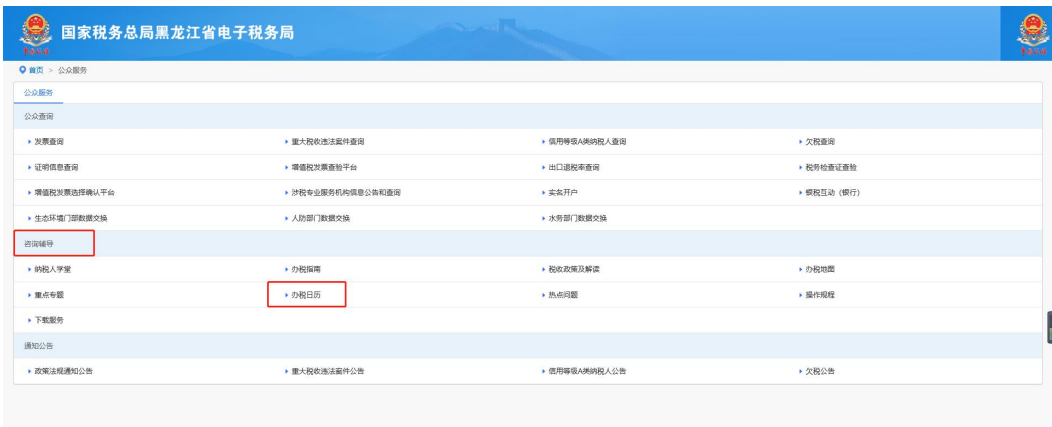 国家税务总局黑龙江省电子税务局
首页 > 公众服务
公众服务
公众查询
发票查询 重大税收违法案件查询 信用等级A类纳税人查询 欠税查询
证明信息查询 增值税发票查验平台 出口退税率查询 税务检查证查验
增值税发票选择确认平台 涉税专业服务机构信息公告和查询 实名开户 银税互动（银行）
生态环境门部数据交换 人防部门数据交换 水务部门数据交换
咨询辅导
纳税人学堂 办税指南 税收政策及解读 办税地图
重点专题 办税日历 热点问题 操作规程
下载服务
通知公告
政策法规通知公告 重大税收违法案件公告 信用等级A类纳税人公告 欠税公告